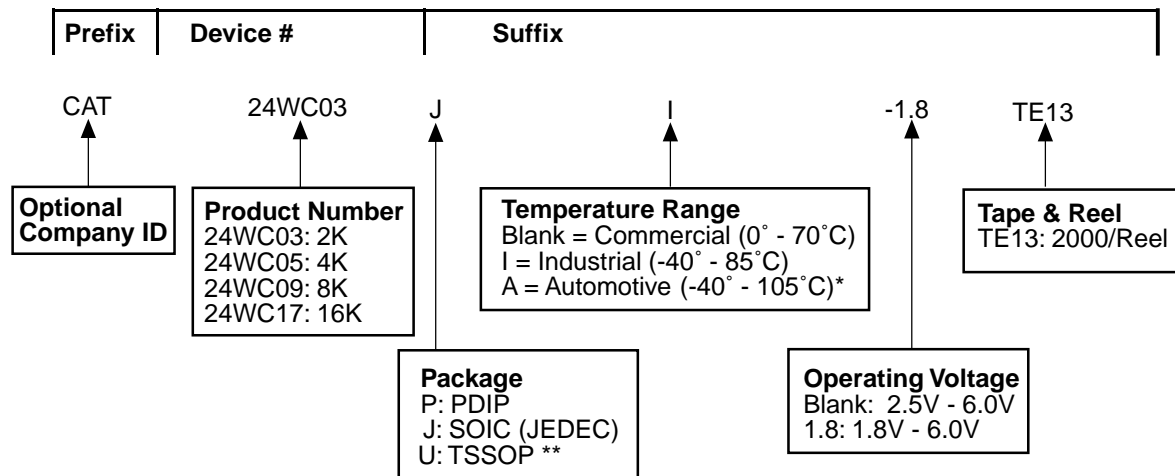 Prefix Device # Suffix
CAT 24WC03 J I -1.8 TE13
Optional
Company ID
Product Number
24WC03: 2K
24WC05: 4K
24WC09: 8K
24WC17: 16K
Temperature Range
Blank = Commercial (0˚ - 70˚C)
I = Industrial (-40˚ - 85˚C)
A = Automotive (-40˚ - 105˚C)*
Tape & Reel
TE13: 2000/Reel
Package
P: PDIP
J: SOIC (JEDEC)
U: TSSOP **
Operating Voltage
Blank: 2.5V - 6.0V
1.8: 1.8V - 6.0V